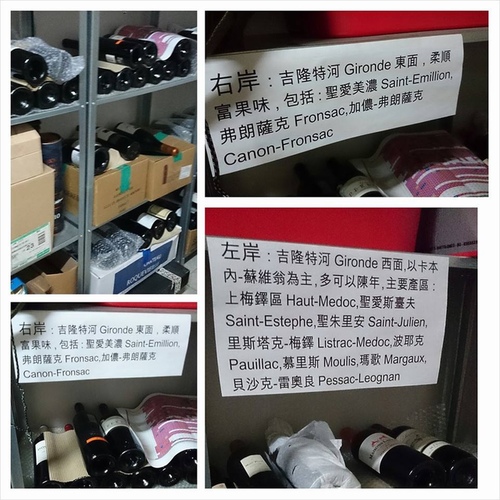 右岸：吉隆特河 Gironde 東面，柔順
富果味，包括：聖愛美濃 Saint-Emillion,
弗朗薩克 Fronsac,加儂-弗朗薩克
Canon-Fronsac
右岸：吉隆特河 Gironde 東面，柔順
富果味，包括：聖愛美濃 Saint-Emillion,
弗朗薩克 Fronsac,加儂-弗朗薩克
Canon-Fronsac
左岸：吉隆特河 Gironde 西面,以卡本
內-蘇維翁為主,多可以陳年,主要產區：
上梅鐸區 Haut-Medoc,聖愛斯臺夫
Saint-Estephe,聖朱里安 Saint-Julien,
里斯塔克-梅鐸 Listrac-Medoc,波耶克
Pauillac,慕里斯 Moulis,瑪歌 Margaux,
貝沙克-雷奧良 Pessac-Leognan